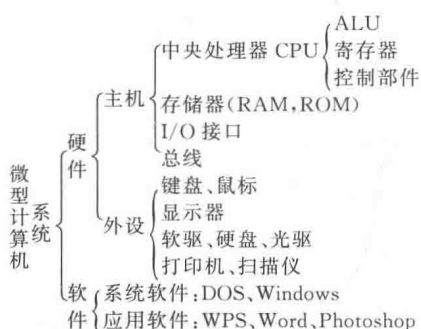 微型计算机系统
硬件
主机
中央处理器 CPU
ALU
寄存器
控制部件
存储器(RAM,ROM)
I/O 接口
总线
外设
键盘、鼠标
显示器
软驱、硬盘、光驱
打印机、扫描仪
软件
系统软件:DOS、Windows
应用软件:WPS、Word、Photoshop